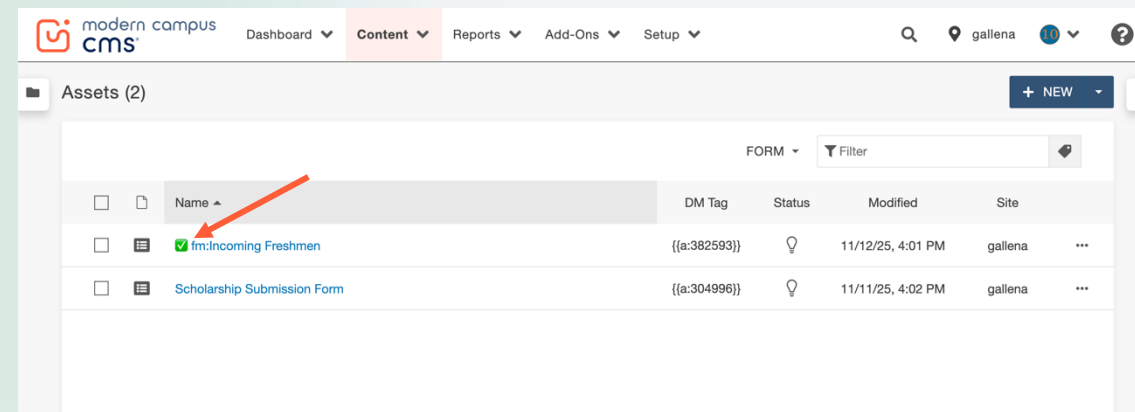 modern campus
cms
Dashboard Content Reports Add-Ons Setup gallena 10 ?
Assets (2) + NEW
FORM Filter
Name DM Tag Status Modified Site
✅ fm:Incoming Freshmen {{a:382593}} 11/12/25, 4:01 PM gallena ...
Scholarship Submission Form {{a:304996}} 11/11/25, 4:02 PM gallena ...